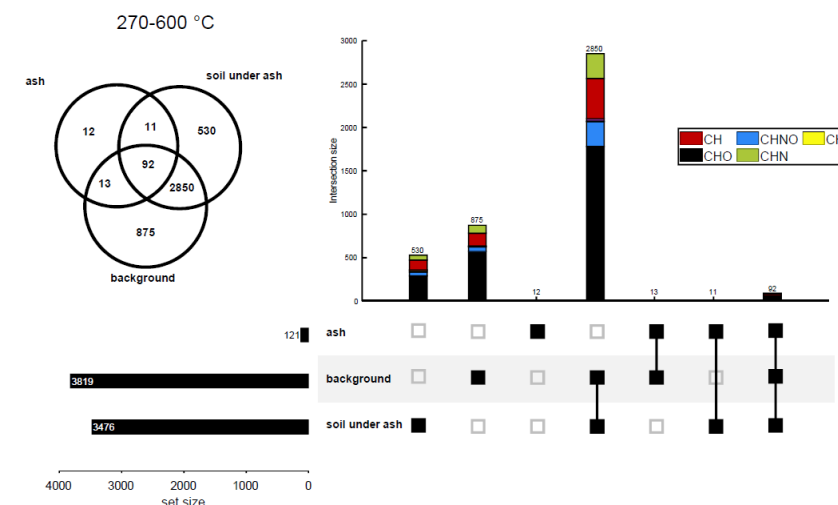 270-600 °C
ash
soil under ash
12
11
530
92
13
2850
875
background
3000
2500
2000
1500
1000
500
0
Intersection size
530
875
12
2850
13
11
92
CH CHNO
CHO CHN
121
ash
3819
background
3476
soil under ash
4000 3000 2000 1000 0
set size